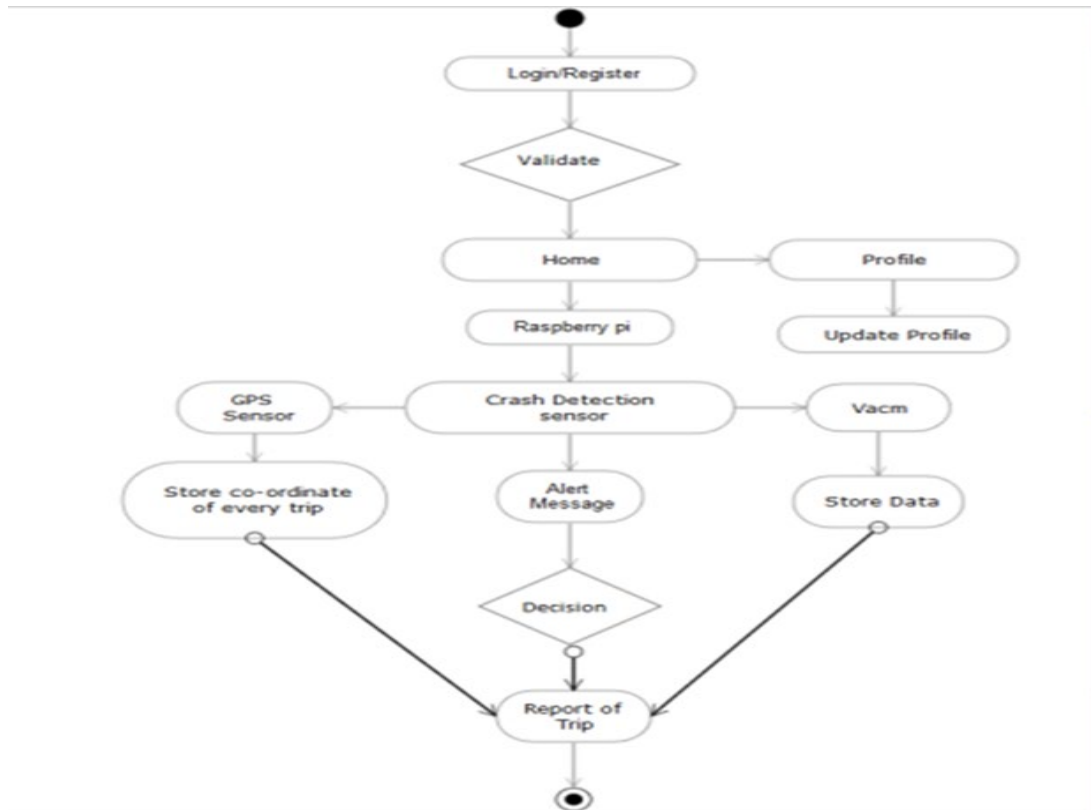 Login/Register
Validate
Home
Profile
Raspberry pi
Update Profile
GPS
Sensor
Crash Detection
sensor
Vacm
Store co-ordinate
of every trip
Alert
Message
Store Data
Decision
Report of
Trip